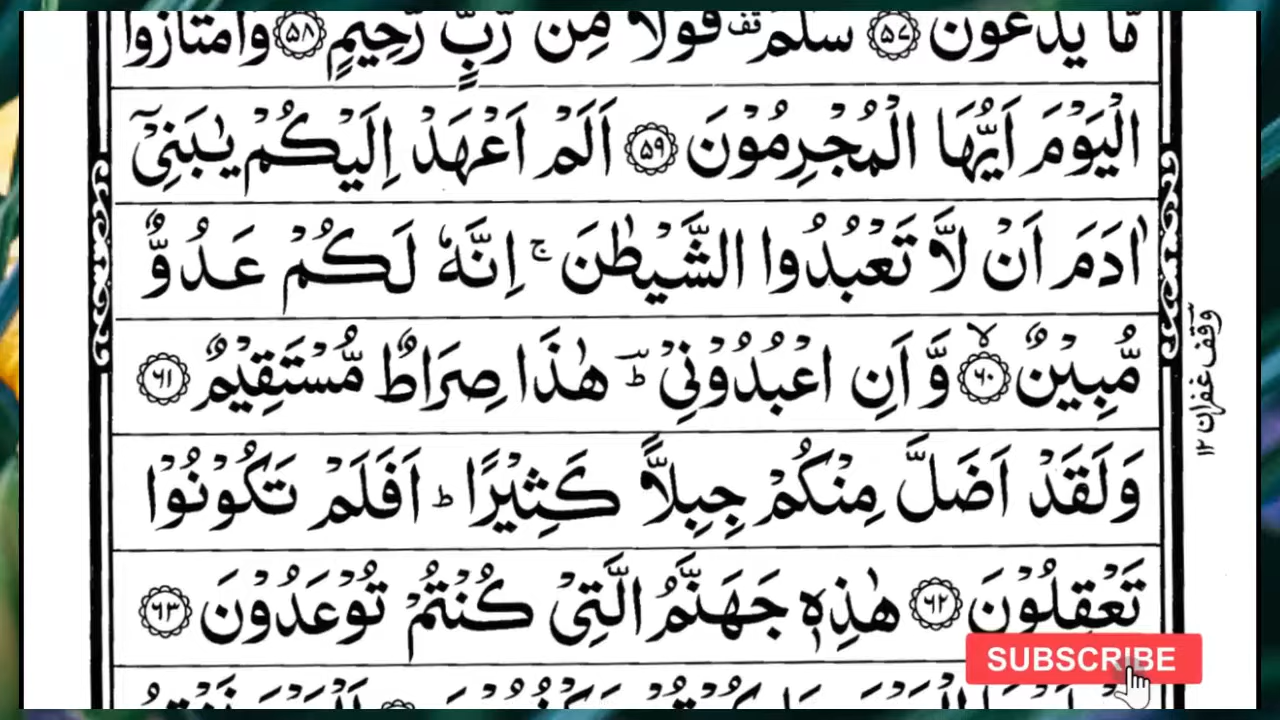 مَّا يَدَّعُوْنَ ﴿۵۷﴾ سَلٰمٌ قف قَوْلًا مِّنْ رَّبٍّ رَّحِيْمٍ ﴿۵۸﴾ وَامْتَازُوا
الْيَوْمَ اَيُّهَا الْمُجْرِمُوْنَ ﴿۵۹﴾ اَلَمْ اَعْهَدْ اِلَيْكُمْ يٰبَنِيْۤ
اٰدَمَ اَنْ لَّا تَعْبُدُوا الشَّيْطٰنَ ۚ اِنَّهٗ لَكُمْ عَدُوٌّ
مُّبِيْنٌ ﴿۶۰﴾ ۙ وَّ اَنِ اعْبُدُوْنِيْ ؔؕ هٰذَا صِرَاطٌ مُّسْتَقِيْمٌ ﴿۶۱﴾
وَلَقَدْ اَضَلَّ مِنْكُمْ جِبِلًّا كَثِيْرًا ؕ اَفَلَمْ تَكُوْنُوْا
تَعْقِلُوْنَ ﴿۶۲﴾ هٰذِهٖ جَهَنَّمُ الَّتِيْ كُنْتُمْ تُوْعَدُوْنَ ﴿۶۳﴾
وقف غفران ۱۲
SUBSCRIBE